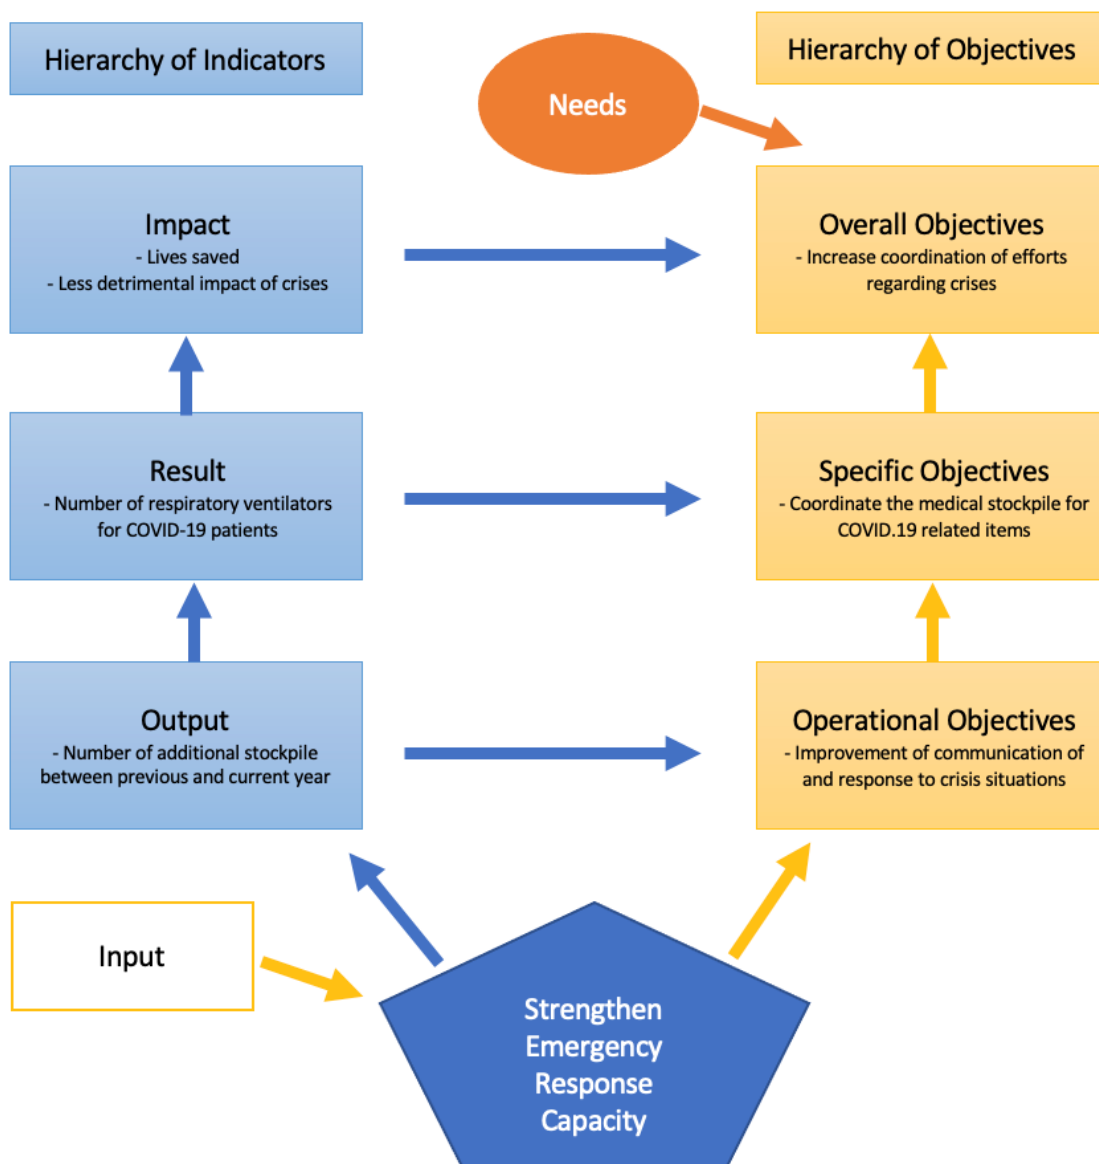 Hierarchy of Indicators
Hierarchy of Objectives
Needs
Impact
- Lives saved
- Less detrimental impact of crises
Overall Objectives
- Increase coordination of efforts
regarding crises
Result
- Number of respiratory ventilators
for COVID-19 patients
Specific Objectives
- Coordinate the medical stockpile for
COVID.19 related items
Output
- Number of additional stockpile
between previous and current year
Operational Objectives
- Improvement of communication of
and response to crisis situations
Input
Strengthen
Emergency
Response
Capacity